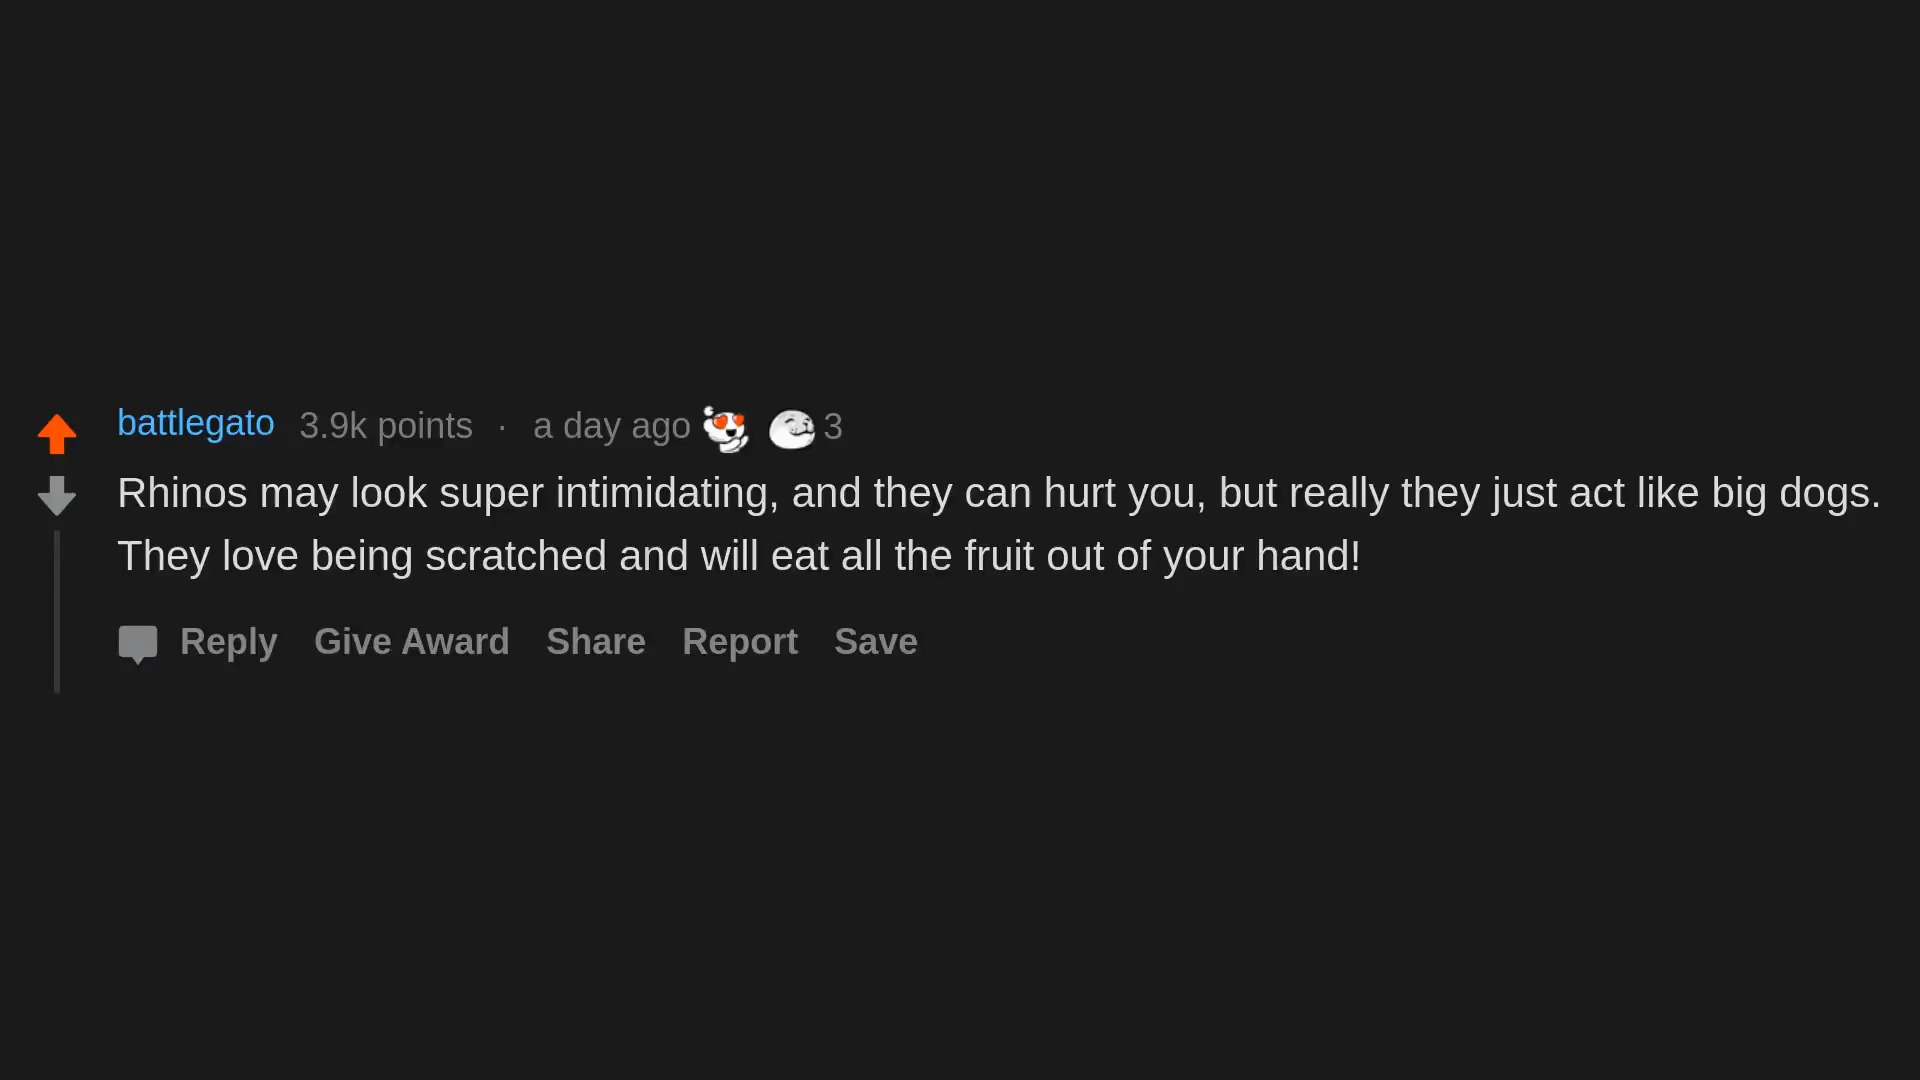 battlegato 3.9k points · a day ago 3
Rhinos may look super intimidating, and they can hurt you, but really they just act like big dogs.
They love being scratched and will eat all the fruit out of your hand!
Reply Give Award Share Report Save